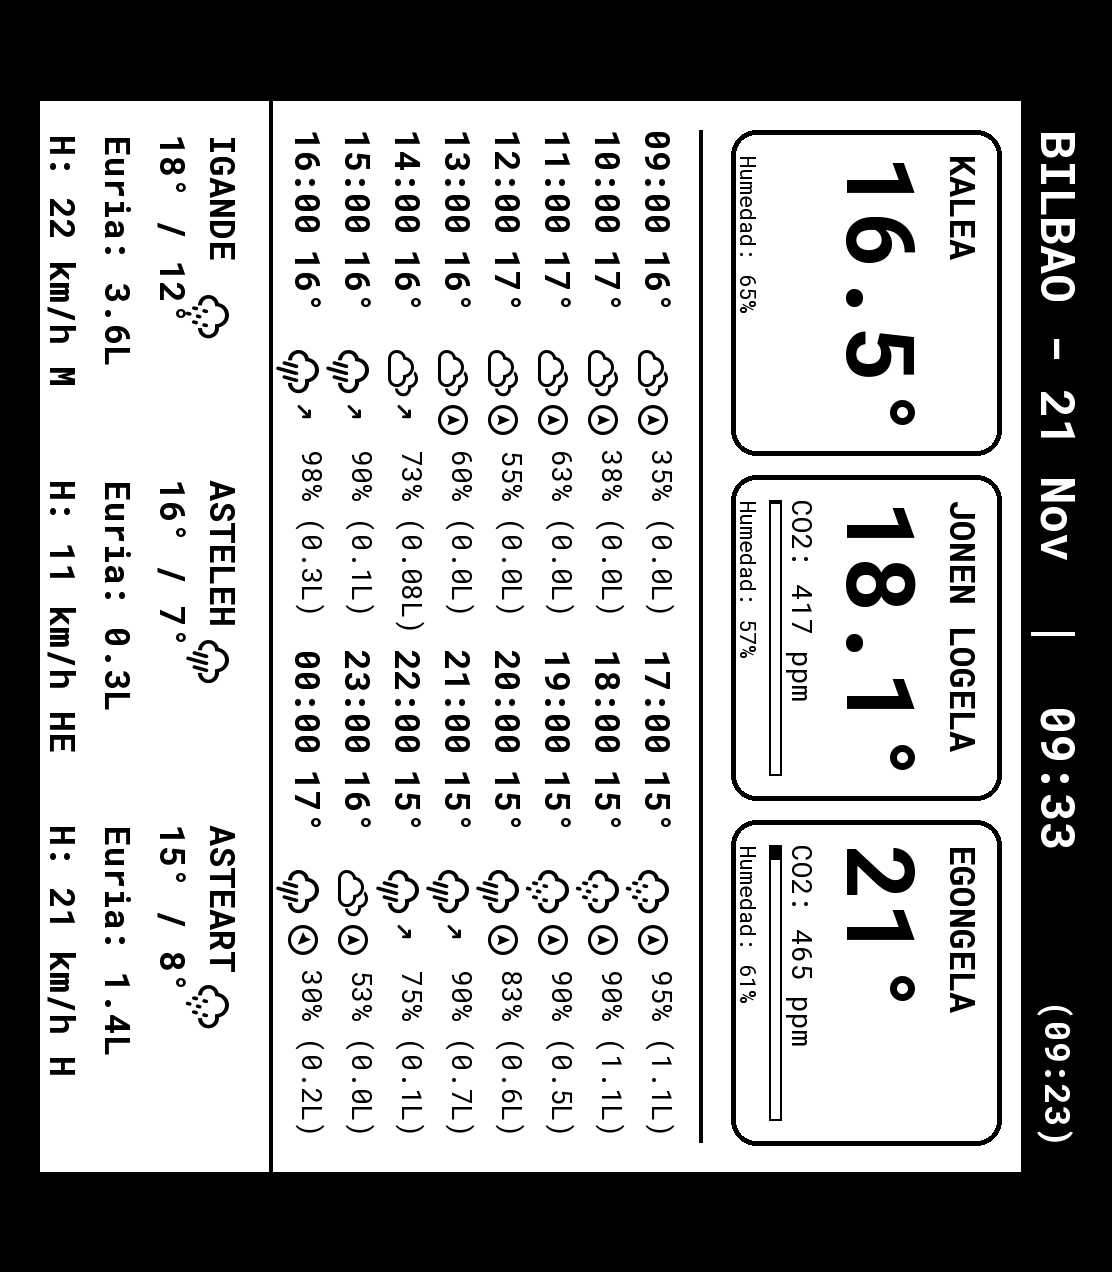 BILBAO - 21 Nov | 09:33 (09:23)
KALEA
16.5°
Humedad: 65%
JONEN LOGELA
18.1°
CO2: 417 ppm
Humedad: 57%
EGONGELA
21°
CO2: 465 ppm
Humedad: 61%
09:00 16° 35% (0.0L)
10:00 17° 38% (0.0L)
11:00 17° 63% (0.0L)
12:00 17° 55% (0.0L)
13:00 16° 60% (0.0L)
14:00 16° 73% (0.08L)
15:00 16° 90% (0.1L)
16:00 16° 98% (0.3L)
17:00 15° 95% (1.1L)
18:00 15° 90% (1.1L)
19:00 15° 90% (0.5L)
20:00 15° 83% (0.6L)
21:00 15° 90% (0.7L)
22:00 15° 75% (0.1L)
23:00 16° 53% (0.0L)
00:00 17° 30% (0.2L)
IGANDE
18° / 12°
Euria: 3.6L
H: 22 km/h M
ASTELEH
16° / 7°
Euria: 0.3L
H: 11 km/h HE
ASTEART
15° / 8°
Euria: 1.4L
H: 21 km/h H